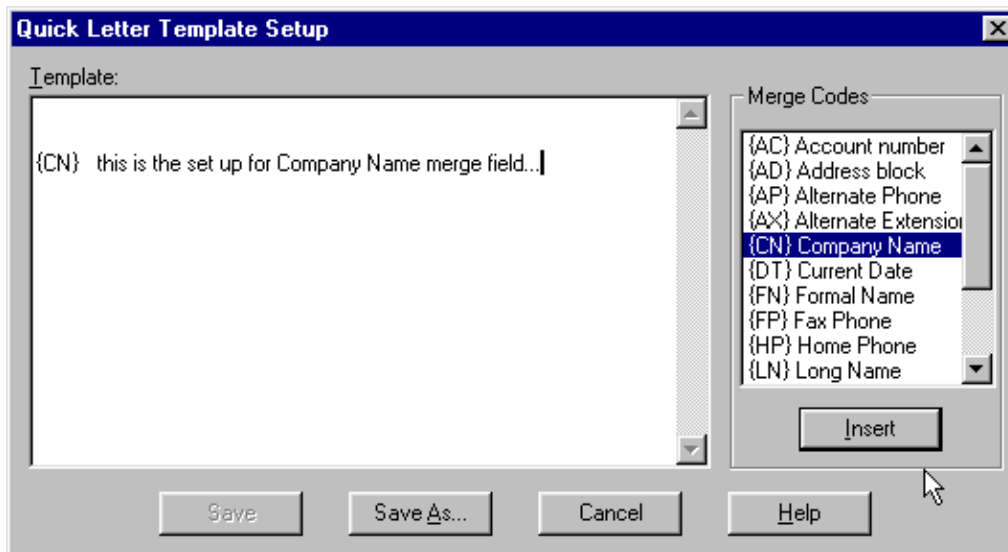 Quick Letter Template Setup
Template:
{CN} this is the set up for Company Name merge field...
Merge Codes
{AC} Account number
{AD} Address block
{AP} Alternate Phone
{AX} Alternate Extension
{CN} Company Name
{DT} Current Date
{FN} Formal Name
{FP} Fax Phone
{HP} Home Phone
{LN} Long Name
Insert
Save
Save As...
Cancel
Help